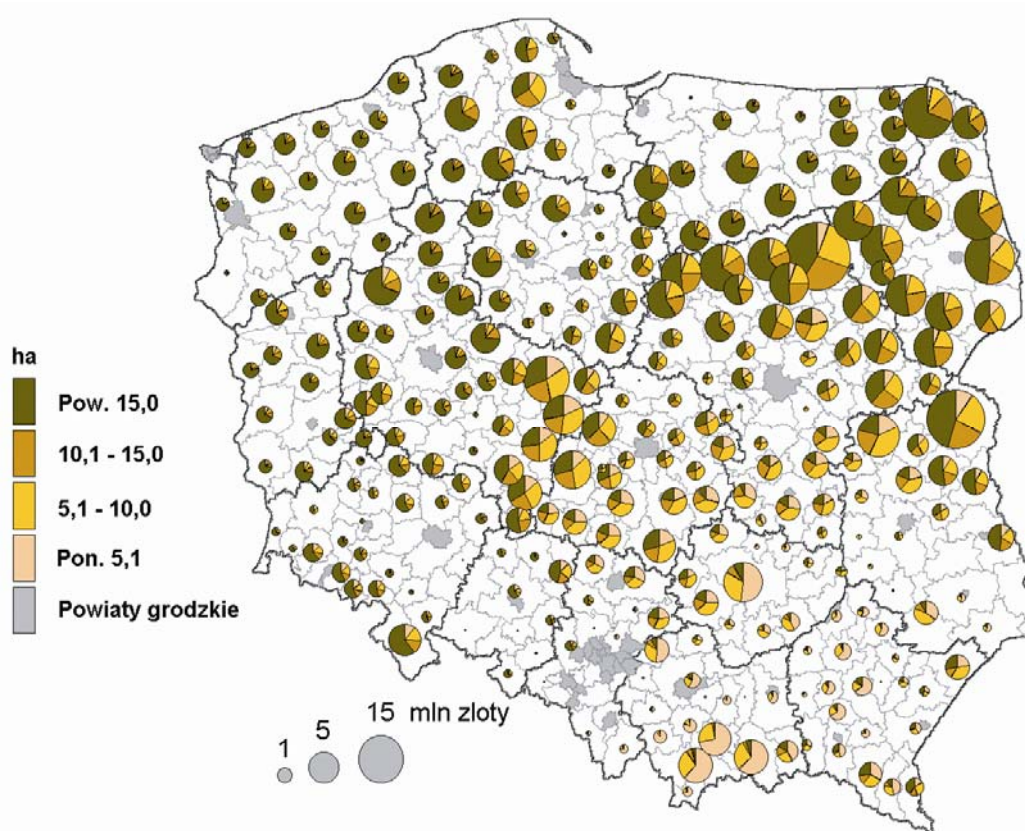 ha
Pow. 15,0
10,1 - 15,0
5,1 - 10,0
Pon. 5,1
Powiaty grodzkie
1 5 15 mln zloty